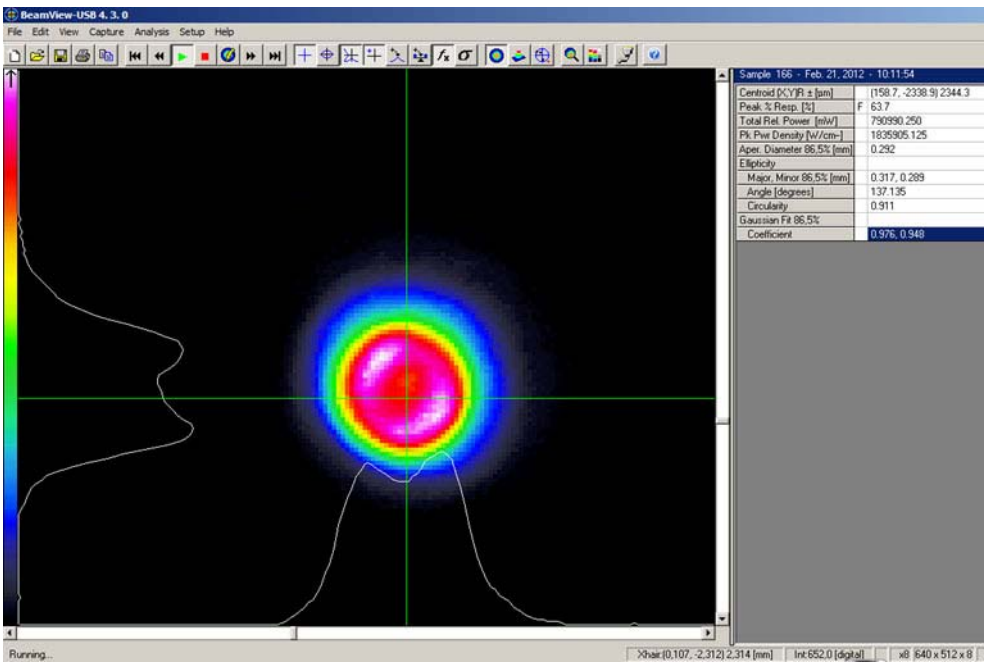 BeamView-USB 4. 3. 0
File Edit View Capture Analysis Setup Help
Sample 166 - Feb. 21, 2012 - 10:11:54
Centroid (X,Y)R ± [µm] (158.7, -2338.9) 2344.3
Peak % Resp. [%] F 63.7
Total Rel. Power [mW] 790990.250
Pk Pwr Density [W/cm-] 1835905.125
Aper. Diameter 86,5% [mm] 0.292
Ellipticity
Major, Minor 86,5% [mm] 0.317, 0.289
Angle [degrees] 137.135
Circularity 0.911
Gaussian Fit 86,5%
Coefficient 0.976, 0.948
Running... Xhair:(0,107, -2,312) 2,314 [mm] Int:652,0 [digital] x8 640 x 512 x 8